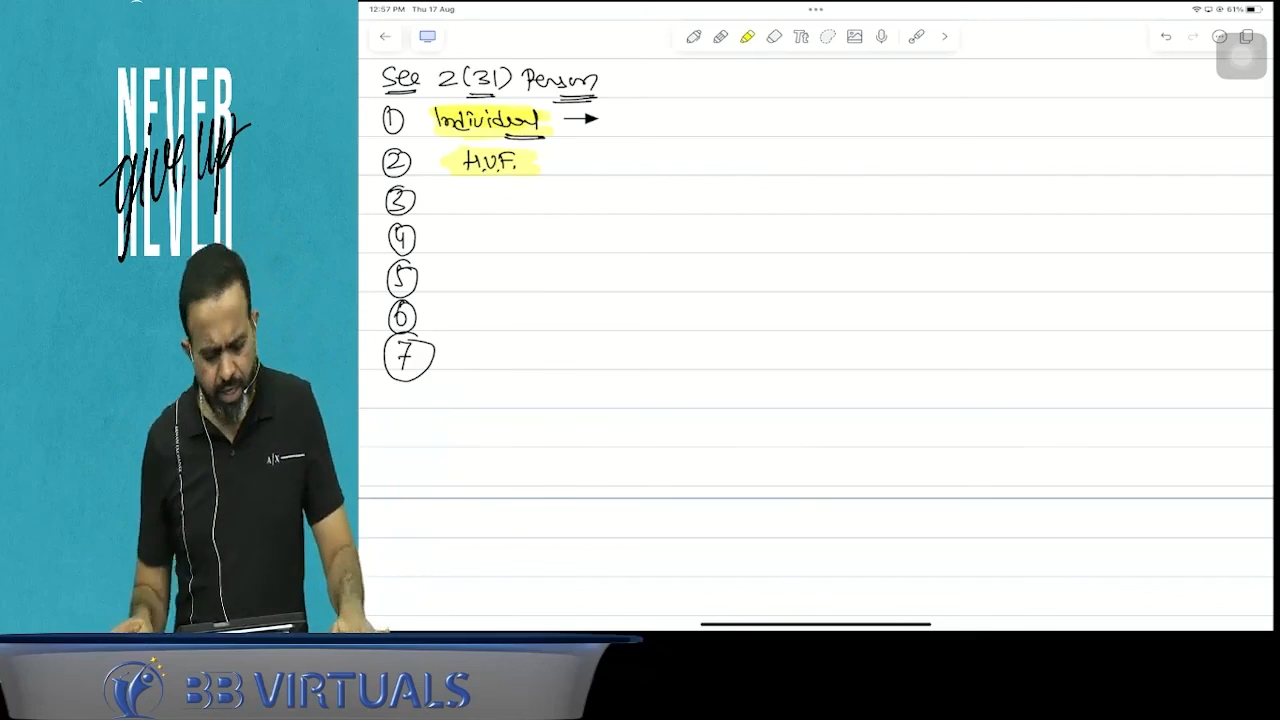 12:57 PM Thu 17 Aug
61%
See 2(31) Person
① Individual →
② H.U.F.
③
④
⑤
⑥
⑦
NEVER
give up
NEVER
A|X
BB VIRTUALS